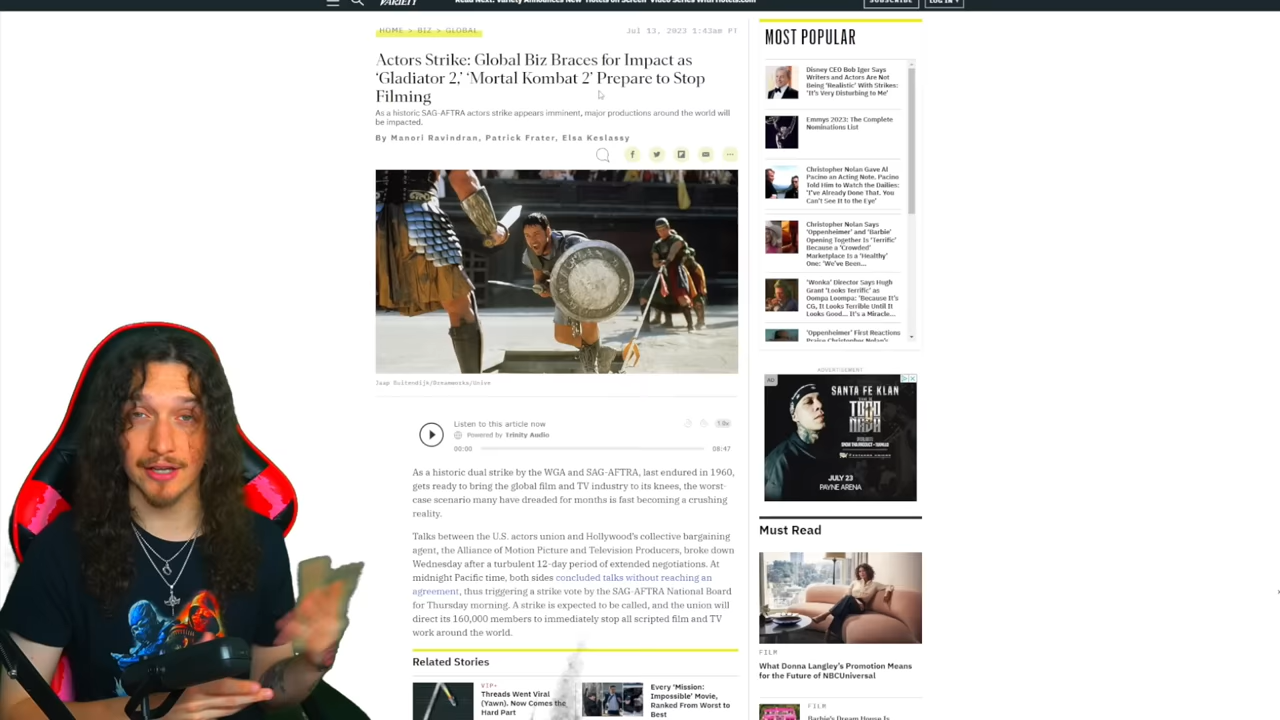 VARIETY
Read Next: Variety Announces New 'Hotels on Screen' Video Series With Hotels.com
SUBSCRIBE
LOG IN
HOME > BIZ > GLOBAL
Jul 13, 2023 1:43am PT
Actors Strike: Global Biz Braces for Impact as
'Gladiator 2,' 'Mortal Kombat 2' Prepare to Stop
Filming
As a historic SAG-AFTRA actors strike appears imminent, major productions around the world will
be impacted.
By Manori Ravindran, Patrick Frater, Elsa Keslassy
Jaap Buitendijk/Dreamworks/Unive
Listen to this article now
Powered by Trinity Audio
1.0x
00:00
08:47
As a historic dual strike by the WGA and SAG-AFTRA, last endured in 1960,
gets ready to bring the global film and TV industry to its knees, the worst-
case scenario many have dreaded for months is fast becoming a crushing
reality.
Talks between the U.S. actors union and Hollywood's collective bargaining
agent, the Alliance of Motion Picture and Television Producers, broke down
Wednesday after a turbulent 12-day period of extended negotiations. At
midnight Pacific time, both sides concluded talks without reaching an
agreement, thus triggering a strike vote by the SAG-AFTRA National Board
for Thursday morning. A strike is expected to be called, and the union will
direct its 160,000 members to immediately stop all scripted film and TV
work around the world.
Related Stories
VIP+
Threads Went Viral
(Yawn). Now Comes the
Hard Part
Every 'Mission:
Impossible' Movie,
Ranked From Worst to
Best
MOST POPULAR
Disney CEO Bob Iger Says
Writers and Actors Are Not
Being 'Realistic' With Strikes:
'It's Very Disturbing to Me'
Emmys 2023: The Complete
Nominations List
Christopher Nolan Gave Al
Pacino an Acting Note. Pacino
Told Him to Watch the Dailies:
'I've Already Done That. You
Can't See It to the Eye'
Christopher Nolan Says
'Oppenheimer' and 'Barbie'
Opening Together Is 'Terrific'
Because a 'Crowded'
Marketplace Is a 'Healthy'
One: 'We've Been...
'Wonka' Director Says Hugh
Grant 'Looks Terrific' as
Oompa Loompa: 'Because It's
CG, It Looks Terrible Until It
Looks Good... It's a Miracle...
'Oppenheimer' First Reactions
Praise Christopher Nolan's
ADVERTISEMENT
AD
SANTA FE KLAN
TODO
NADA
JULY 23
PAYNE ARENA
Must Read
FILM
What Donna Langley's Promotion Means
for the Future of NBCUniversal
FILM
'Barbie's Dream House Is